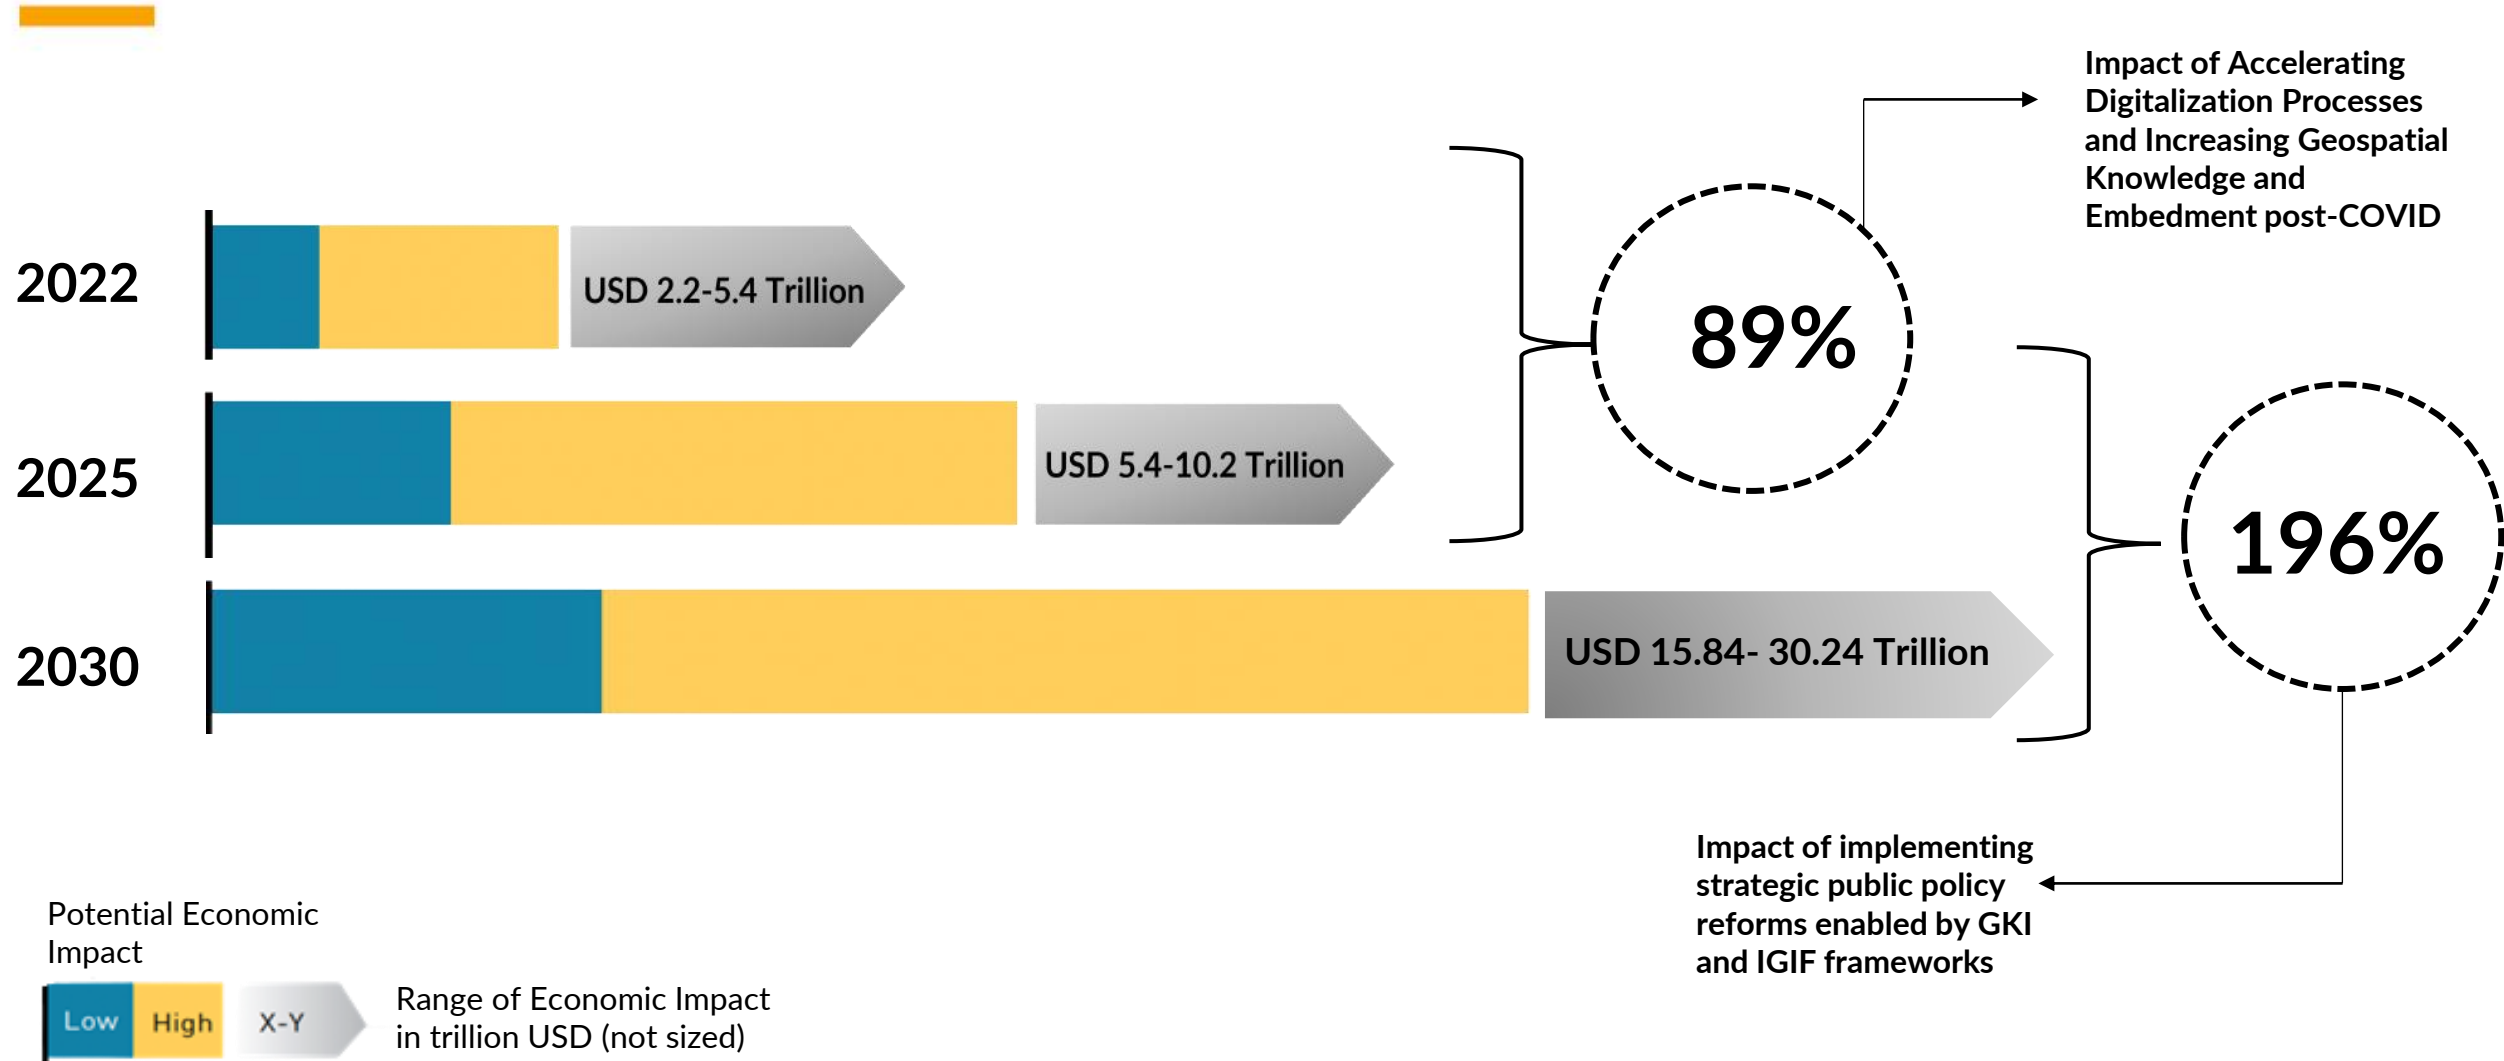 Impact of Accelerating
Digitalization Processes
and Increasing Geospatial
Knowledge and
Embedment post-COVID
2022
USD 2.2-5.4 Trillion
89%
2025
USD 5.4-10.2 Trillion
196%
2030
USD 15.84- 30.24 Trillion
Impact of implementing
strategic public policy
reforms enabled by GKI
and IGIF frameworks
Potential Economic
Impact
Low
High
X-Y
Range of Economic Impact
in trillion USD (not sized)